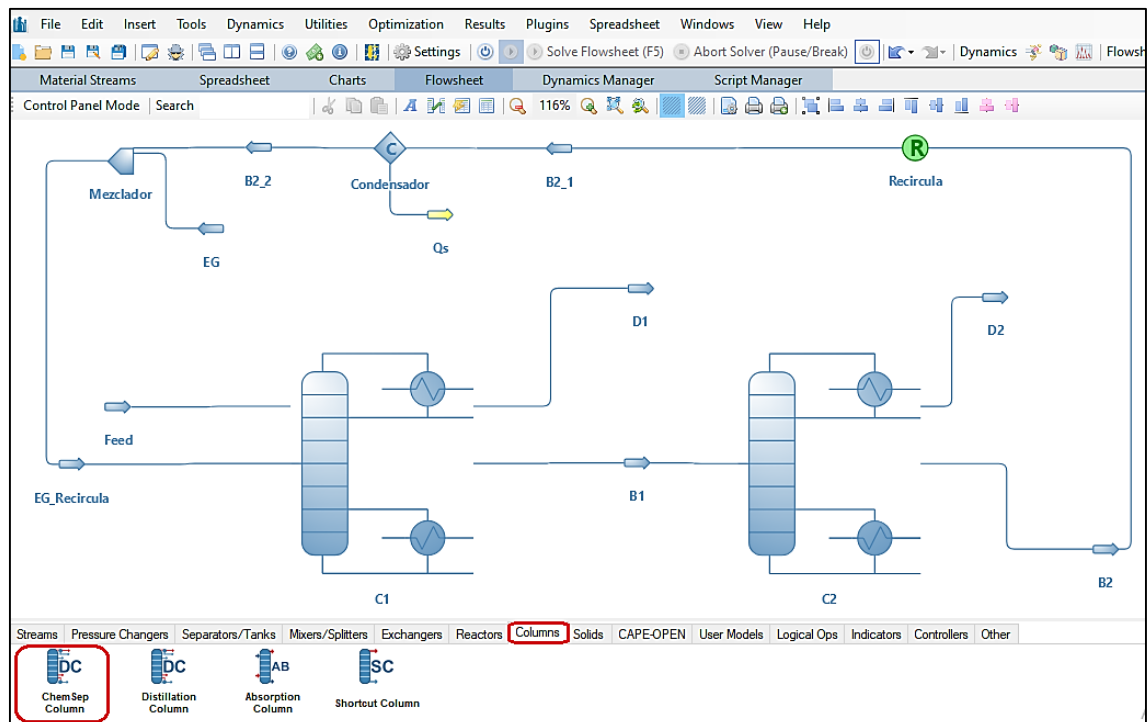 File Edit Insert Tools Dynamics Utilities Optimization Results Plugins Spreadsheet Windows View Help
Settings Solve Flowsheet (F5) Abort Solver (Pause/Break) Dynamics Flowsh
Material Streams Spreadsheet Charts Flowsheet Dynamics Manager Script Manager
Control Panel Mode Search A 116%
Mezclador
B2_2
C
Condensador
B2_1
R
Recircula
EG
Qs
D1
D2
Feed
EG_Recircula
B1
B2
C1
C2
Streams Pressure Changers Separators/Tanks Mixers/Splitters Exchangers Reactors Columns Solids CAPE-OPEN User Models Logical Ops Indicators Controllers Other
DC DC AB SC
ChemSep Distillation Absorption Shortcut Column
Column Column Column